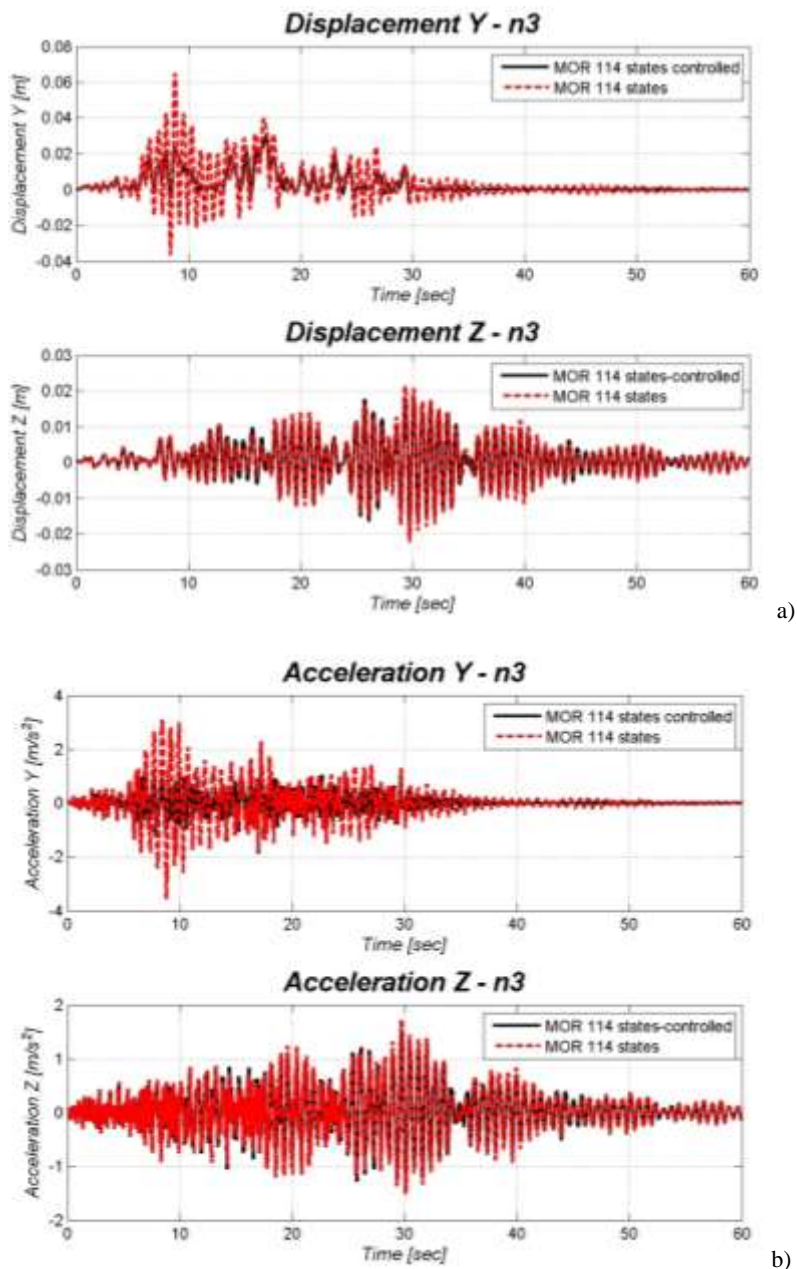 Displacement Y - n3
0.08
0.06
0.04
0.02
0
-0.02
-0.04
Displacement Y [m]
MOR 114 states controlled
MOR 114 states
0 10 20 30 40 50 60
Time [sec]
Displacement Z - n3
0.03
0.02
0.01
0
-0.01
-0.02
-0.03
Displacement Z [m]
MOR 114 states-controlled
MOR 114 states
0 10 20 30 40 50 60
Time [sec]
a)
Acceleration Y - n3
4
2
0
-2
-4
Acceleration Y [m/s²]
MOR 114 states controlled
MOR 114 states
0 10 20 30 40 50 60
Time [sec]
Acceleration Z - n3
2
1
0
-1
-2
Acceleration Z [m/s²]
MOR 114 states-controlled
MOR 114 states
0 10 20 30 40 50 60
Time [sec]
b)